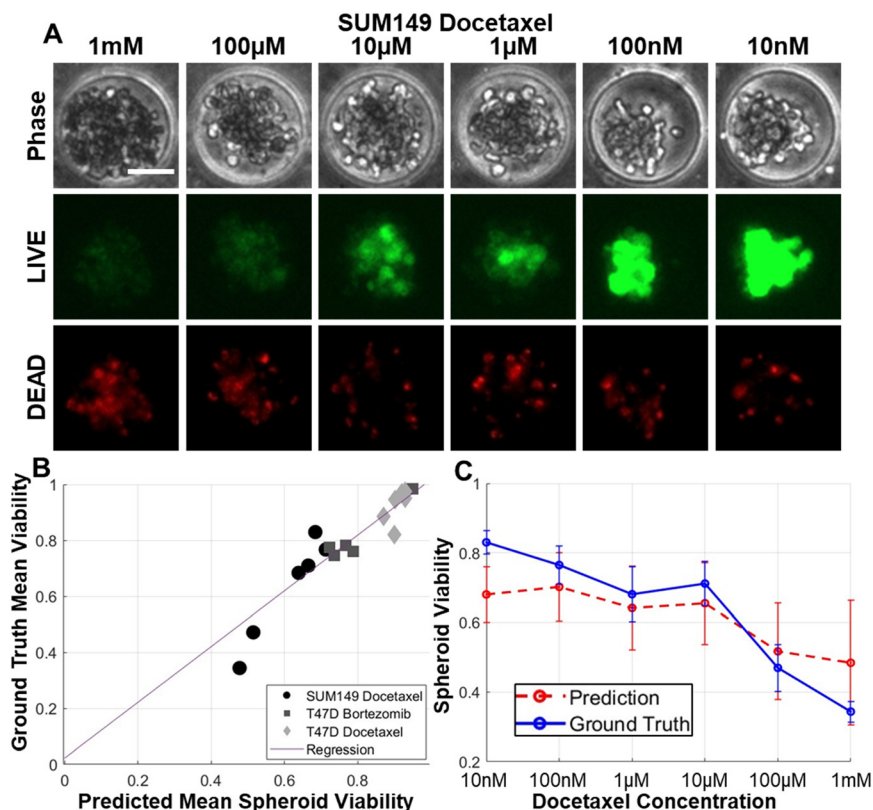 SUM149 Docetaxel
A
1mM 100µM 10µM 1µM 100nM 10nM
Phase
LIVE
DEAD
B
Ground Truth Mean Viability
1
0.8
0.6
0.4
0.2
0
0 0.2 0.4 0.6 0.8
Predicted Mean Spheroid Viability
SUM149 Docetaxel
T47D Bortezomib
T47D Docetaxel
Regression
C
Spheroid Viability
1
0.8
0.6
0.4
0.2
10nM 100nM 1µM 10µM 100µM 1mM
Docetaxel Concentration
Prediction
Ground Truth